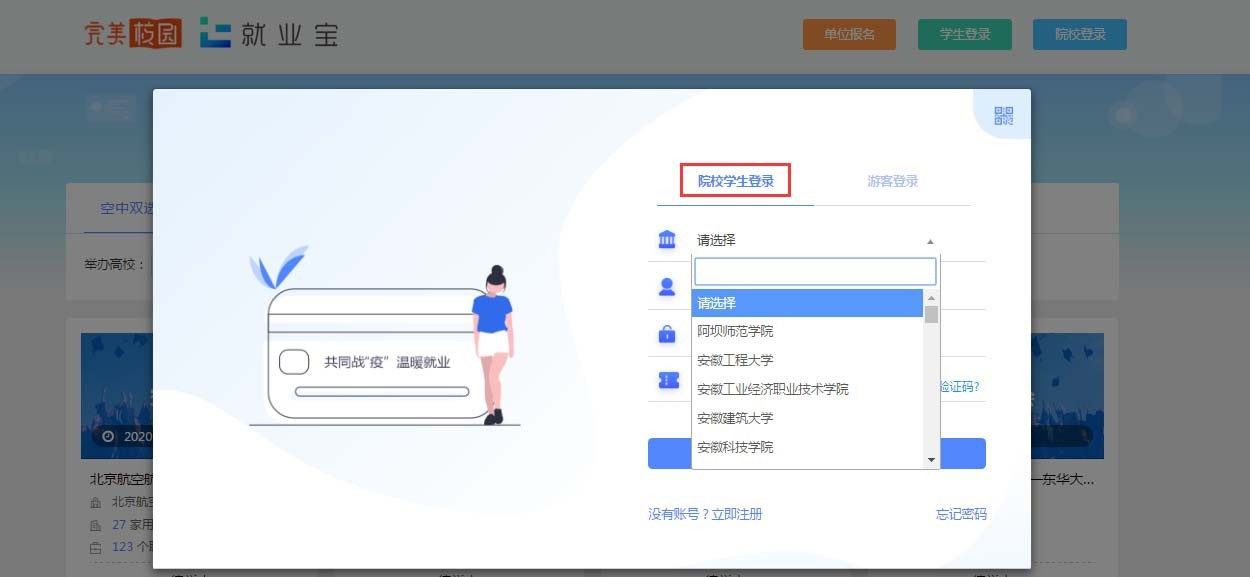 完美校园 就业宝
单位报名 学生登录 院校登录
空中双选
院校学生登录 游客登录
举办高校：
请选择
请选择
阿坝师范学院
安徽工程大学
安徽工业经济职业技术学院
验证码?
安徽建筑大学
安徽科技学院
共同战"疫" 温暖就业
2020
北京航空航
一东华大...
北京航空
27 家用
123 个
没有账号？立即注册 忘记密码